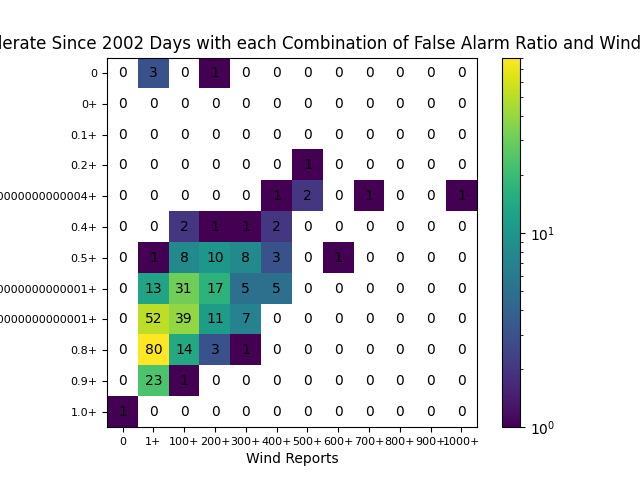 derate Since 2002 Days with each Combination of False Alarm Ratio and Wind
0 0 3 0 1 0 0 0 0 0 0 0 0
0+ 0 0 0 0 0 0 0 0 0 0 0 0
0.1+ 0 0 0 0 0 0 0 0 0 0 0 0
0.2+ 0 0 0 0 0 0 1 0 0 0 0 0
0000000000004+ 0 0 0 0 0 1 2 0 1 0 0 1
0.4+ 0 0 2 1 1 2 0 0 0 0 0 0
0.5+ 0 1 8 10 8 3 0 1 0 0 0 0
0000000000001+ 0 13 31 17 5 5 0 0 0 0 0 0
0000000000001+ 0 52 39 11 7 0 0 0 0 0 0 0
0.8+ 0 80 14 3 1 0 0 0 0 0 0 0
0.9+ 0 23 1 0 0 0 0 0 0 0 0 0
1.0+ 1 0 0 0 0 0 0 0 0 0 0 0
0 1+ 100+ 200+ 300+ 400+ 500+ 600+ 700+ 800+ 900+ 1000+
Wind Reports
10¹
10⁰